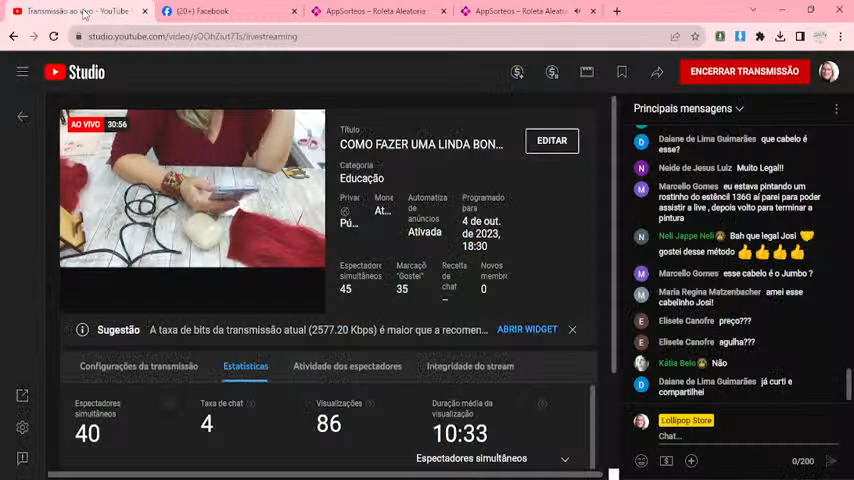 Transmissão ao vivo - YouTube
(20+) Facebook
AppSorteos – Roleta Aleatoria
AppSorteos – Roleta Aleato
studio.youtube.com/video/sOOhZiut7Ts/livestreaming
Studio
ENCERRAR TRANSMISSÃO
AO VIVO 30:56
Título
COMO FAZER UMA LINDA BON...
EDITAR
Categoria
Educação
Privac
Pú...
Mone
At...
Automatiza
de
anúncios
Ativada
Programado
para
4 de out.
de 2023,
18:30
Espectador
simultâneos
45
Marcaçõ
"Gostei"
35
Receita
de
chat
–
Novos
membr
0
Sugestão
A taxa de bits da transmissão atual (2577.20 Kbps) é maior que a recomen...
ABRIR WIDGET
Configurações da transmissão
Estatísticas
Atividade dos espectadores
Integridade do stream
Espectadores
simultâneos
40
Taxa de chat
4
Visualizações
86
Duração média da
visualização
10:33
Espectadores simultâneos
Principais mensagens
Daiane de Lima Guimarães que cabelo é
esse?
Neide de Jesus Luiz Muito Legal!!
Marcello Gomes eu estava pintando um
rostinho do estêncil 136G aí parei para poder
assistir a live , depois volto para terminar a
pintura
Neli Jappe Neli Bah que legal Josi
gostei desse método
Marcello Gomes esse cabelo é o Jumbo ?
Maria Regina Matzenbacher amei esse
cabelinho Josi!
Elisete Canofre preço???
Elisete Canofre agulha???
Kátia Belo Não
Daiane de Lima Guimarães já curti e
compartilhei
Lollipop Store
Chat...
0/200